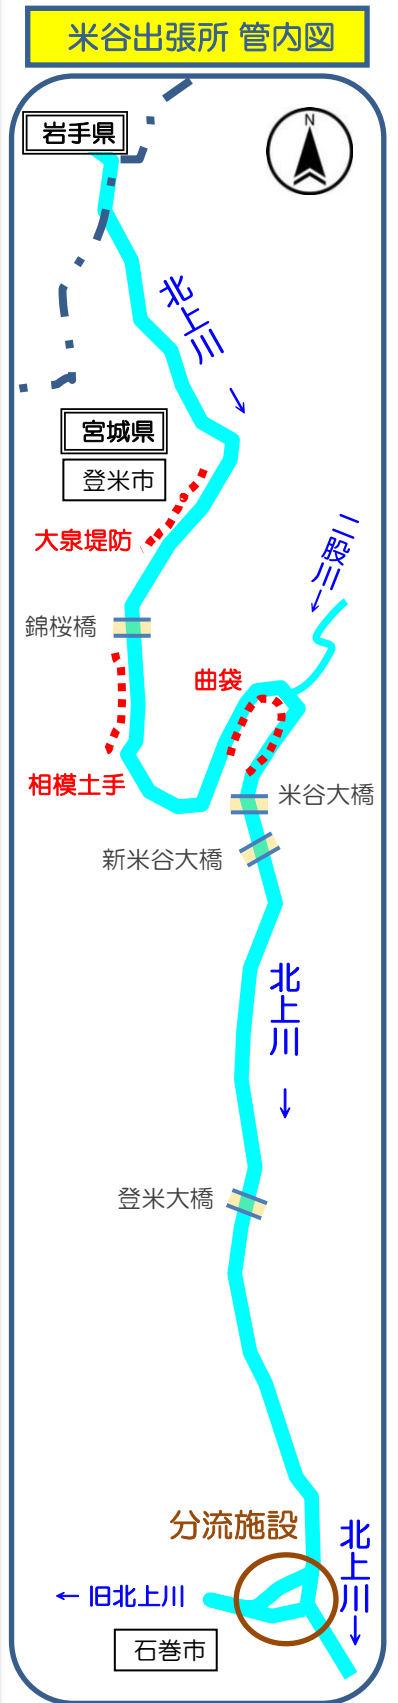 米谷出張所 管内図
岩手県
N
北上川
↓
宮城県
登米市
大泉堤防
二股川
↓
錦桜橋
曲袋
相模土手
米谷大橋
新米谷大橋
北上川
↓
登米大橋
分流施設
北上川
↓
← 旧北上川
石巻市